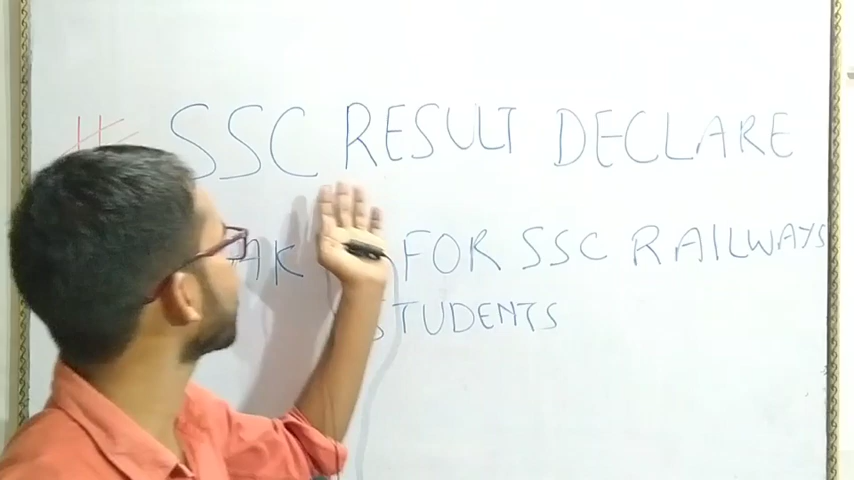 # SSC RESULT DECLARE
FOR SSC RAILWAYS
STUDENTS